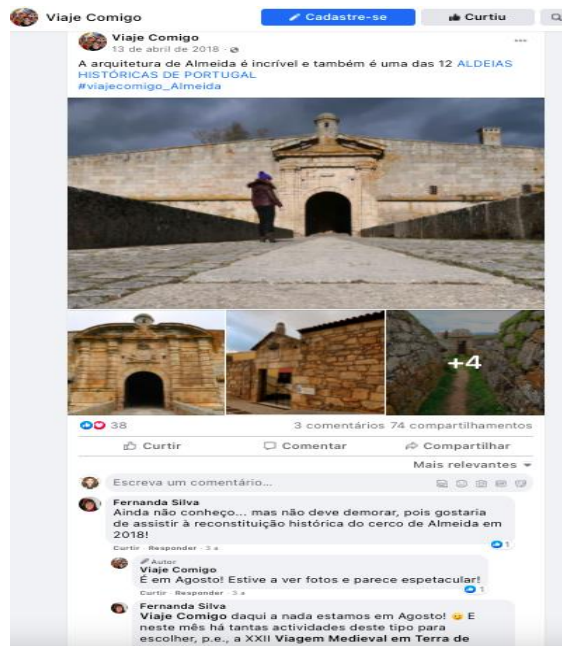 Viaje Comigo
Cadastre-se
Curtiu
Viaje Comigo
13 de abril de 2018 ·
A arquitetura de Almeida é incrível e também é uma das 12 ALDEIAS
HISTÓRICAS DE PORTUGAL
#viajecomigo_Almeida
+4
38
3 comentários 74 compartilhamentos
Curtir
Comentar
Compartilhar
Mais relevantes
Escreva um comentário...
Fernanda Silva
Ainda não conheço... mas não deve demorar, pois gostaria
de assistir à reconstituição histórica do cerco de Almeida em
2018!
1
Curtir · Responder · 3 a
Autor
Viaje Comigo
É em Agosto! Estive a ver fotos e parece espetacular!
1
Curtir · Responder · 3 a
Fernanda Silva
Viaje Comigo daqui a nada estamos em Agosto! 😉 E
neste mês há tantas actividades deste tipo para
escolher, p.e., a XXII Viagem Medieval em Terra de